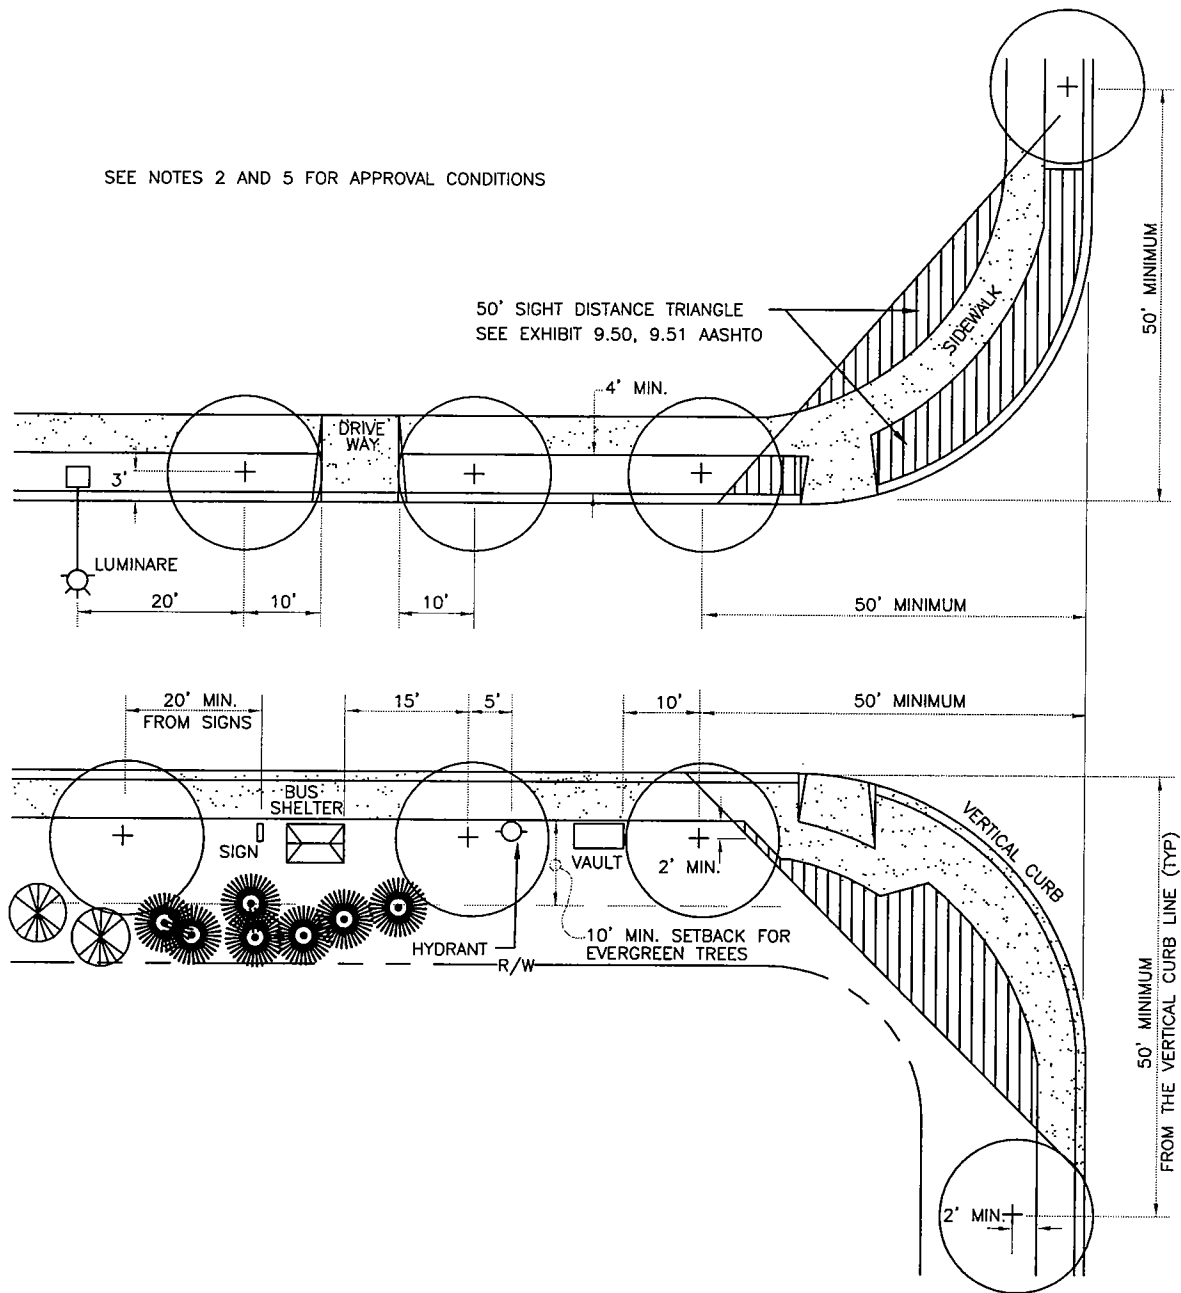 SEE NOTES 2 AND 5 FOR APPROVAL CONDITIONS
50' MINIMUM
50' SIGHT DISTANCE TRIANGLE
SEE EXHIBIT 9.50, 9.51 AASHTO
SIDEWALK
4' MIN.
DRIVE
WAY
3'
LUMINARE
20'
10'
10'
50' MINIMUM
20' MIN.
FROM SIGNS
15'
5'
10'
50' MINIMUM
BUS
SHELTER
SIGN
VAULT
2' MIN.
VERTICAL CURB
HYDRANT
10' MIN. SETBACK FOR
EVERGREEN TREES
R/W
50' MINIMUM
FROM THE VERTICAL CURB LINE (TYP)
2' MIN.